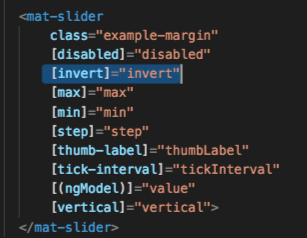 <mat-slider
class="example-margin"
[disabled]="disabled"
[invert]="invert"
[max]="max"
[min]="min"
[step]="step"
[thumb-label]="thumbLabel"
[tick-interval]="tickInterval"
[(ngModel)]="value"
[vertical]="vertical">
</mat-slider>